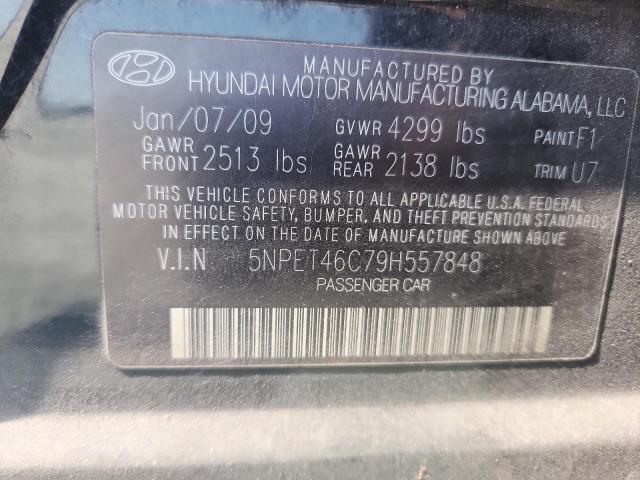 MANUFACTURED BY
HYUNDAI MOTOR MANUFACTURING ALABAMA, LLC
Jan/07/09 GVWR 4299 lbs PAINT F1
GAWR FRONT 2513 lbs GAWR REAR 2138 lbs TRIM U7
THIS VEHICLE CONFORMS TO ALL APPLICABLE U.S.A. FEDERAL
MOTOR VEHICLE SAFETY, BUMPER, AND THEFT PREVENTION STANDARDS
IN EFFECT ON THE DATE OF MANUFACTURE SHOWN ABOVE.
V.I.N 5NPET46C79H557848
PASSENGER CAR